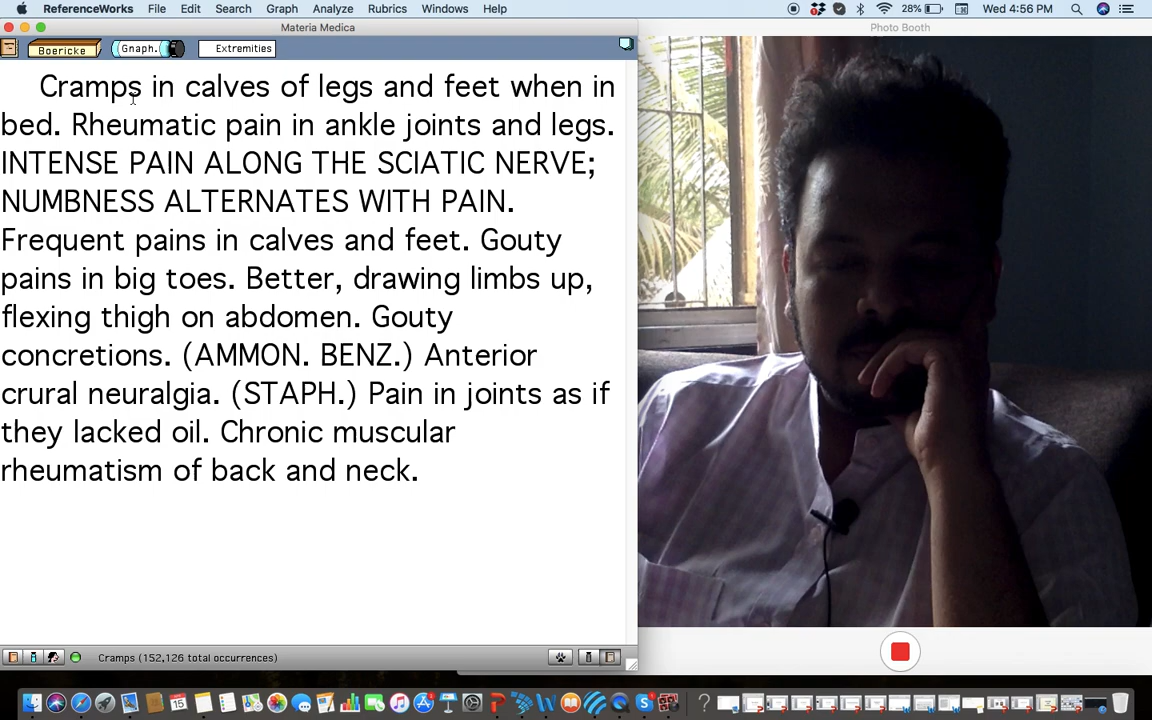 ReferenceWorks File Edit Search Graph Analyze Rubrics Windows Help 28% Wed 4:56 PM
Materia Medica
Photo Booth
Boericke Gnaph. Extremities
Cramps in calves of legs and feet when in
bed. Rheumatic pain in ankle joints and legs.
INTENSE PAIN ALONG THE SCIATIC NERVE;
NUMBNESS ALTERNATES WITH PAIN.
Frequent pains in calves and feet. Gouty
pains in big toes. Better, drawing limbs up,
flexing thigh on abdomen. Gouty
concretions. (AMMON. BENZ.) Anterior
crural neuralgia. (STAPH.) Pain in joints as if
they lacked oil. Chronic muscular
rheumatism of back and neck.
Cramps (152,126 total occurrences)
15